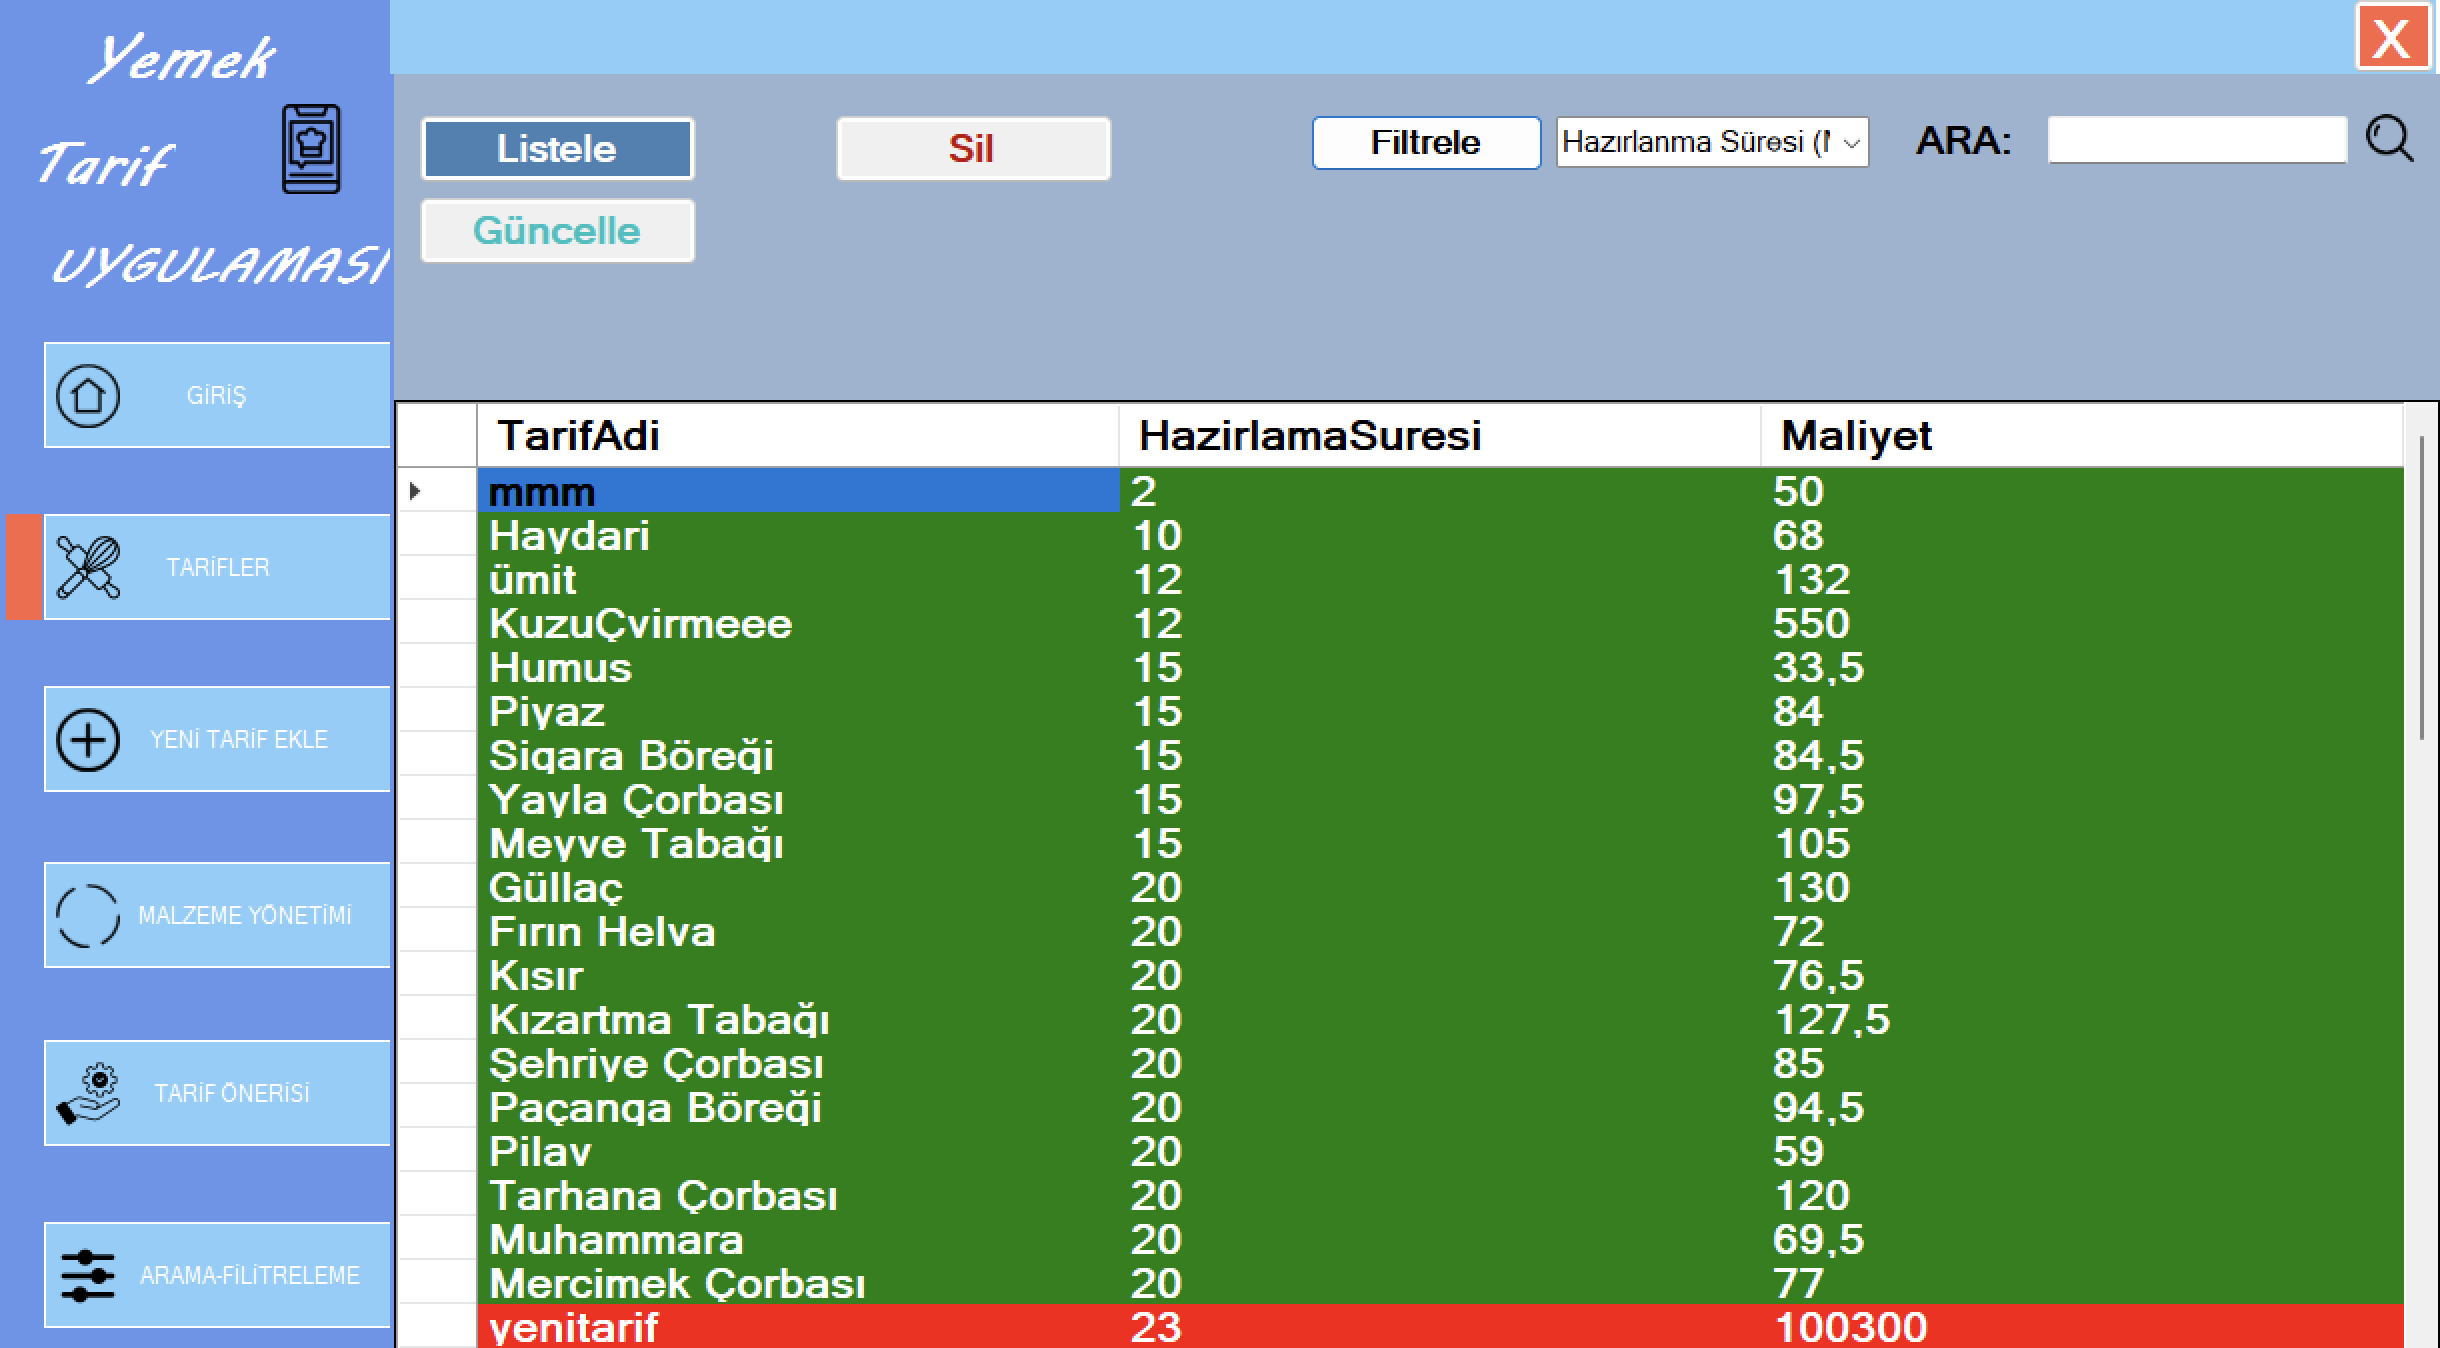 Yemek
Tarif
UYGULAMASI
GİRİŞ
TARİFLER
YENİ TARİF EKLE
MALZEME YÖNETİMİ
TARİF ÖNERİSİ
ARAMA-FİLİTRELEME
X
Listele Sil Filtrele Hazırlanma Süresi ( ARA:
Güncelle
TarifAdi HazirlamaSuresi Maliyet
mmm 2 50
Haydari 10 68
ümit 12 132
KuzuÇvirmeee 12 550
Humus 15 33,5
Piyaz 15 84
Sigara Böreği 15 84,5
Yayla Çorbası 15 97,5
Meyve Tabağı 15 105
Güllaç 20 130
Fırın Helva 20 72
Kısır 20 76,5
Kızartma Tabağı 20 127,5
Şehriye Çorbası 20 85
Paçanga Böreği 20 94,5
Pilav 20 59
Tarhana Çorbası 20 120
Muhammara 20 69,5
Mercimek Çorbası 20 77
yenitarif 23 100300